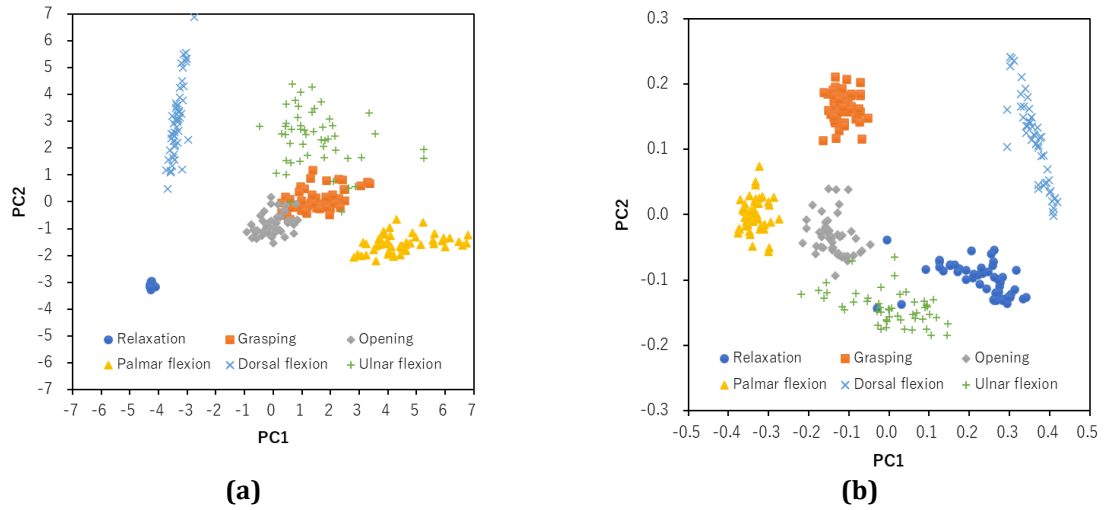 7
6
5
4
3
2
1
0
-1
-2
-3
-4
-5
-6
-7
PC2
Relaxation Grasping Opening
Palmar flexion Dorsal flexion Ulnar flexion
-7 -6 -5 -4 -3 -2 -1 0 1 2 3 4 5 6 7
PC1
(a)
0.3
0.2
0.1
0.0
-0.1
-0.2
-0.3
PC2
Relaxation Grasping Opening
Palmar flexion Dorsal flexion Ulnar flexion
-0.5 -0.4 -0.3 -0.2 -0.1 0.0 0.1 0.2 0.3 0.4 0.5
PC1
(b)